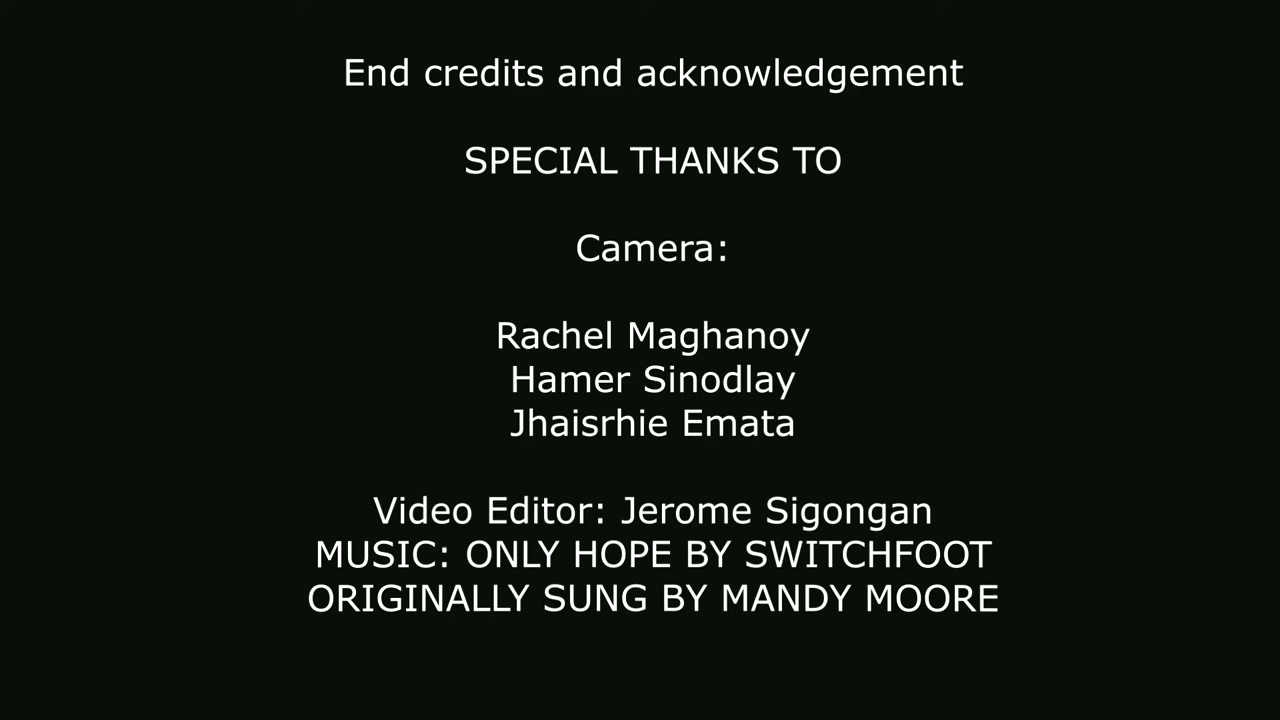 End credits and acknowledgement
SPECIAL THANKS TO
Camera:
Rachel Maghanoy
Hamer Sinodlay
Jhaisrhie Emata
Video Editor: Jerome Sigongan
MUSIC: ONLY HOPE BY SWITCHFOOT
ORIGINALLY SUNG BY MANDY MOORE